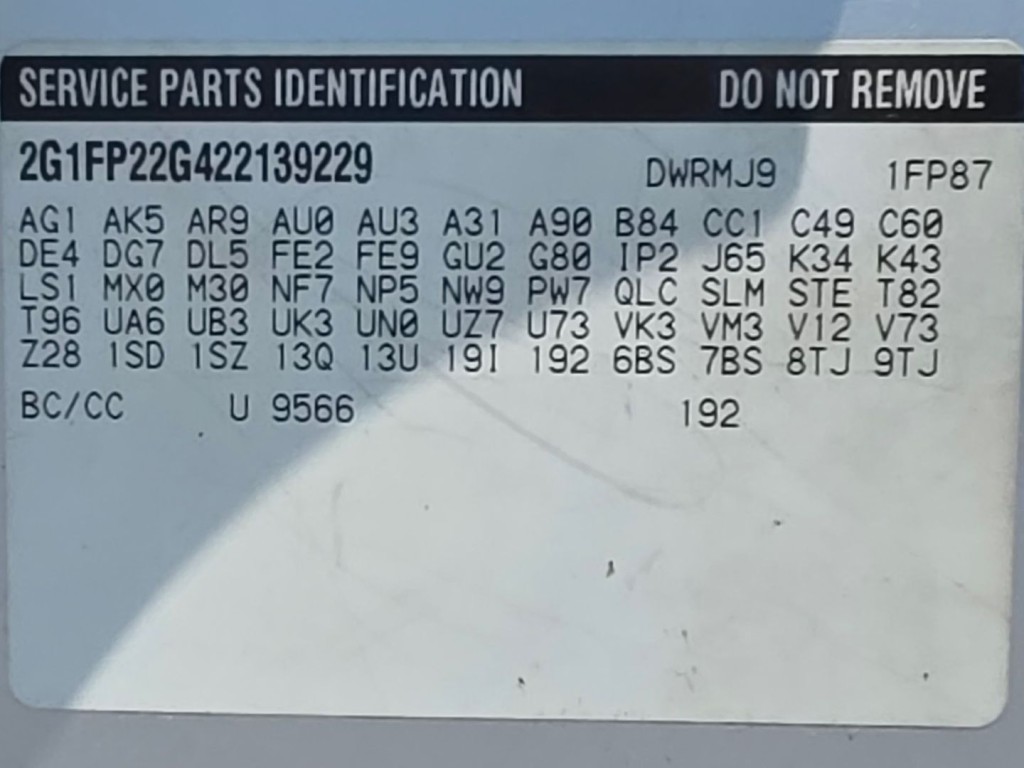 SERVICE PARTS IDENTIFICATION DO NOT REMOVE
2G1FP22G422139229 DWRMJ9 1FP87
AG1 AK5 AR9 AU0 AU3 A31 A90 B84 CC1 C49 C60
DE4 DG7 DL5 FE2 FE9 GU2 G80 IP2 J65 K34 K43
LS1 MX0 M30 NF7 NP5 NW9 PW7 QLC SLM STE T82
T96 UA6 UB3 UK3 UN0 UZ7 U73 VK3 VM3 V12 V73
Z28 1SD 1SZ 13Q 13U 19I 192 6BS 7BS 8TJ 9TJ
BC/CC U 9566 192